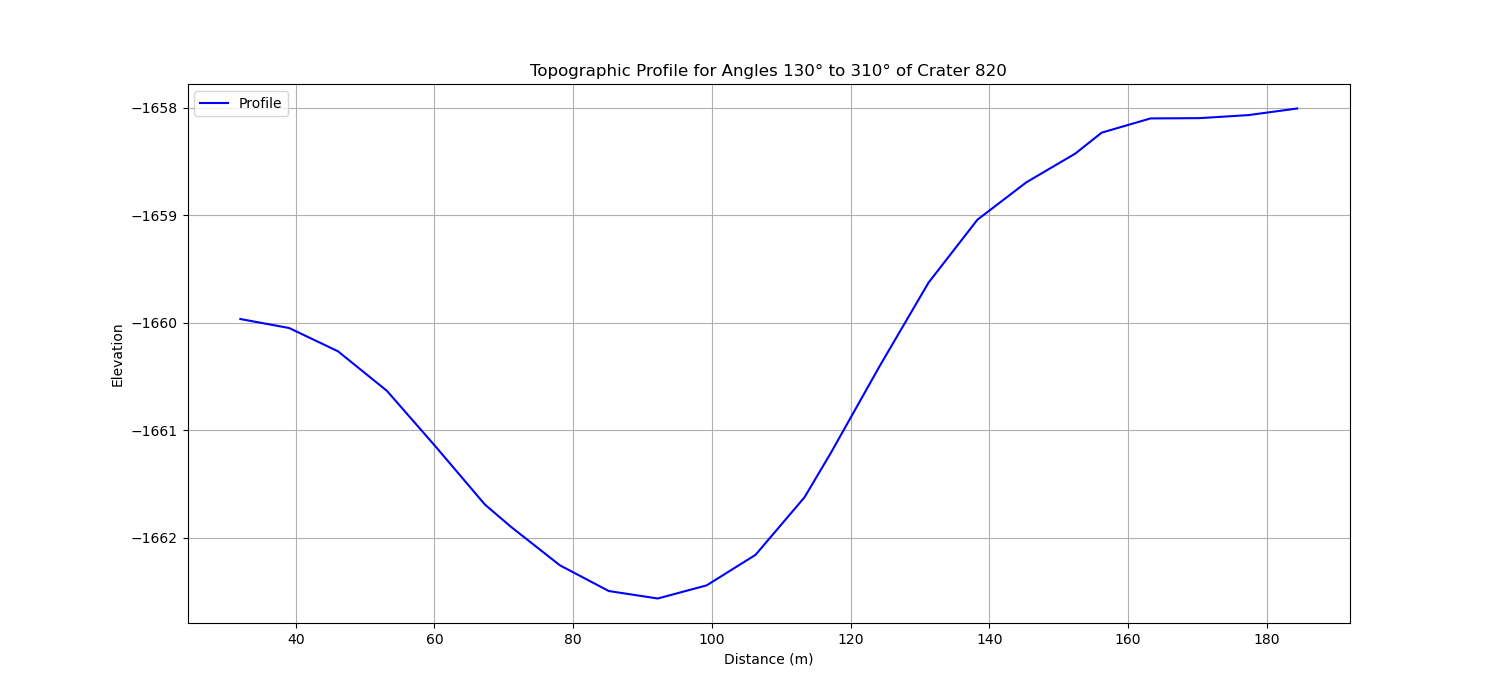 Topographic Profile for Angles 130° to 310° of Crater 820
Profile
−1658
−1659
−1660
−1661
−1662
Elevation
40 60 80 100 120 140 160 180
Distance (m)